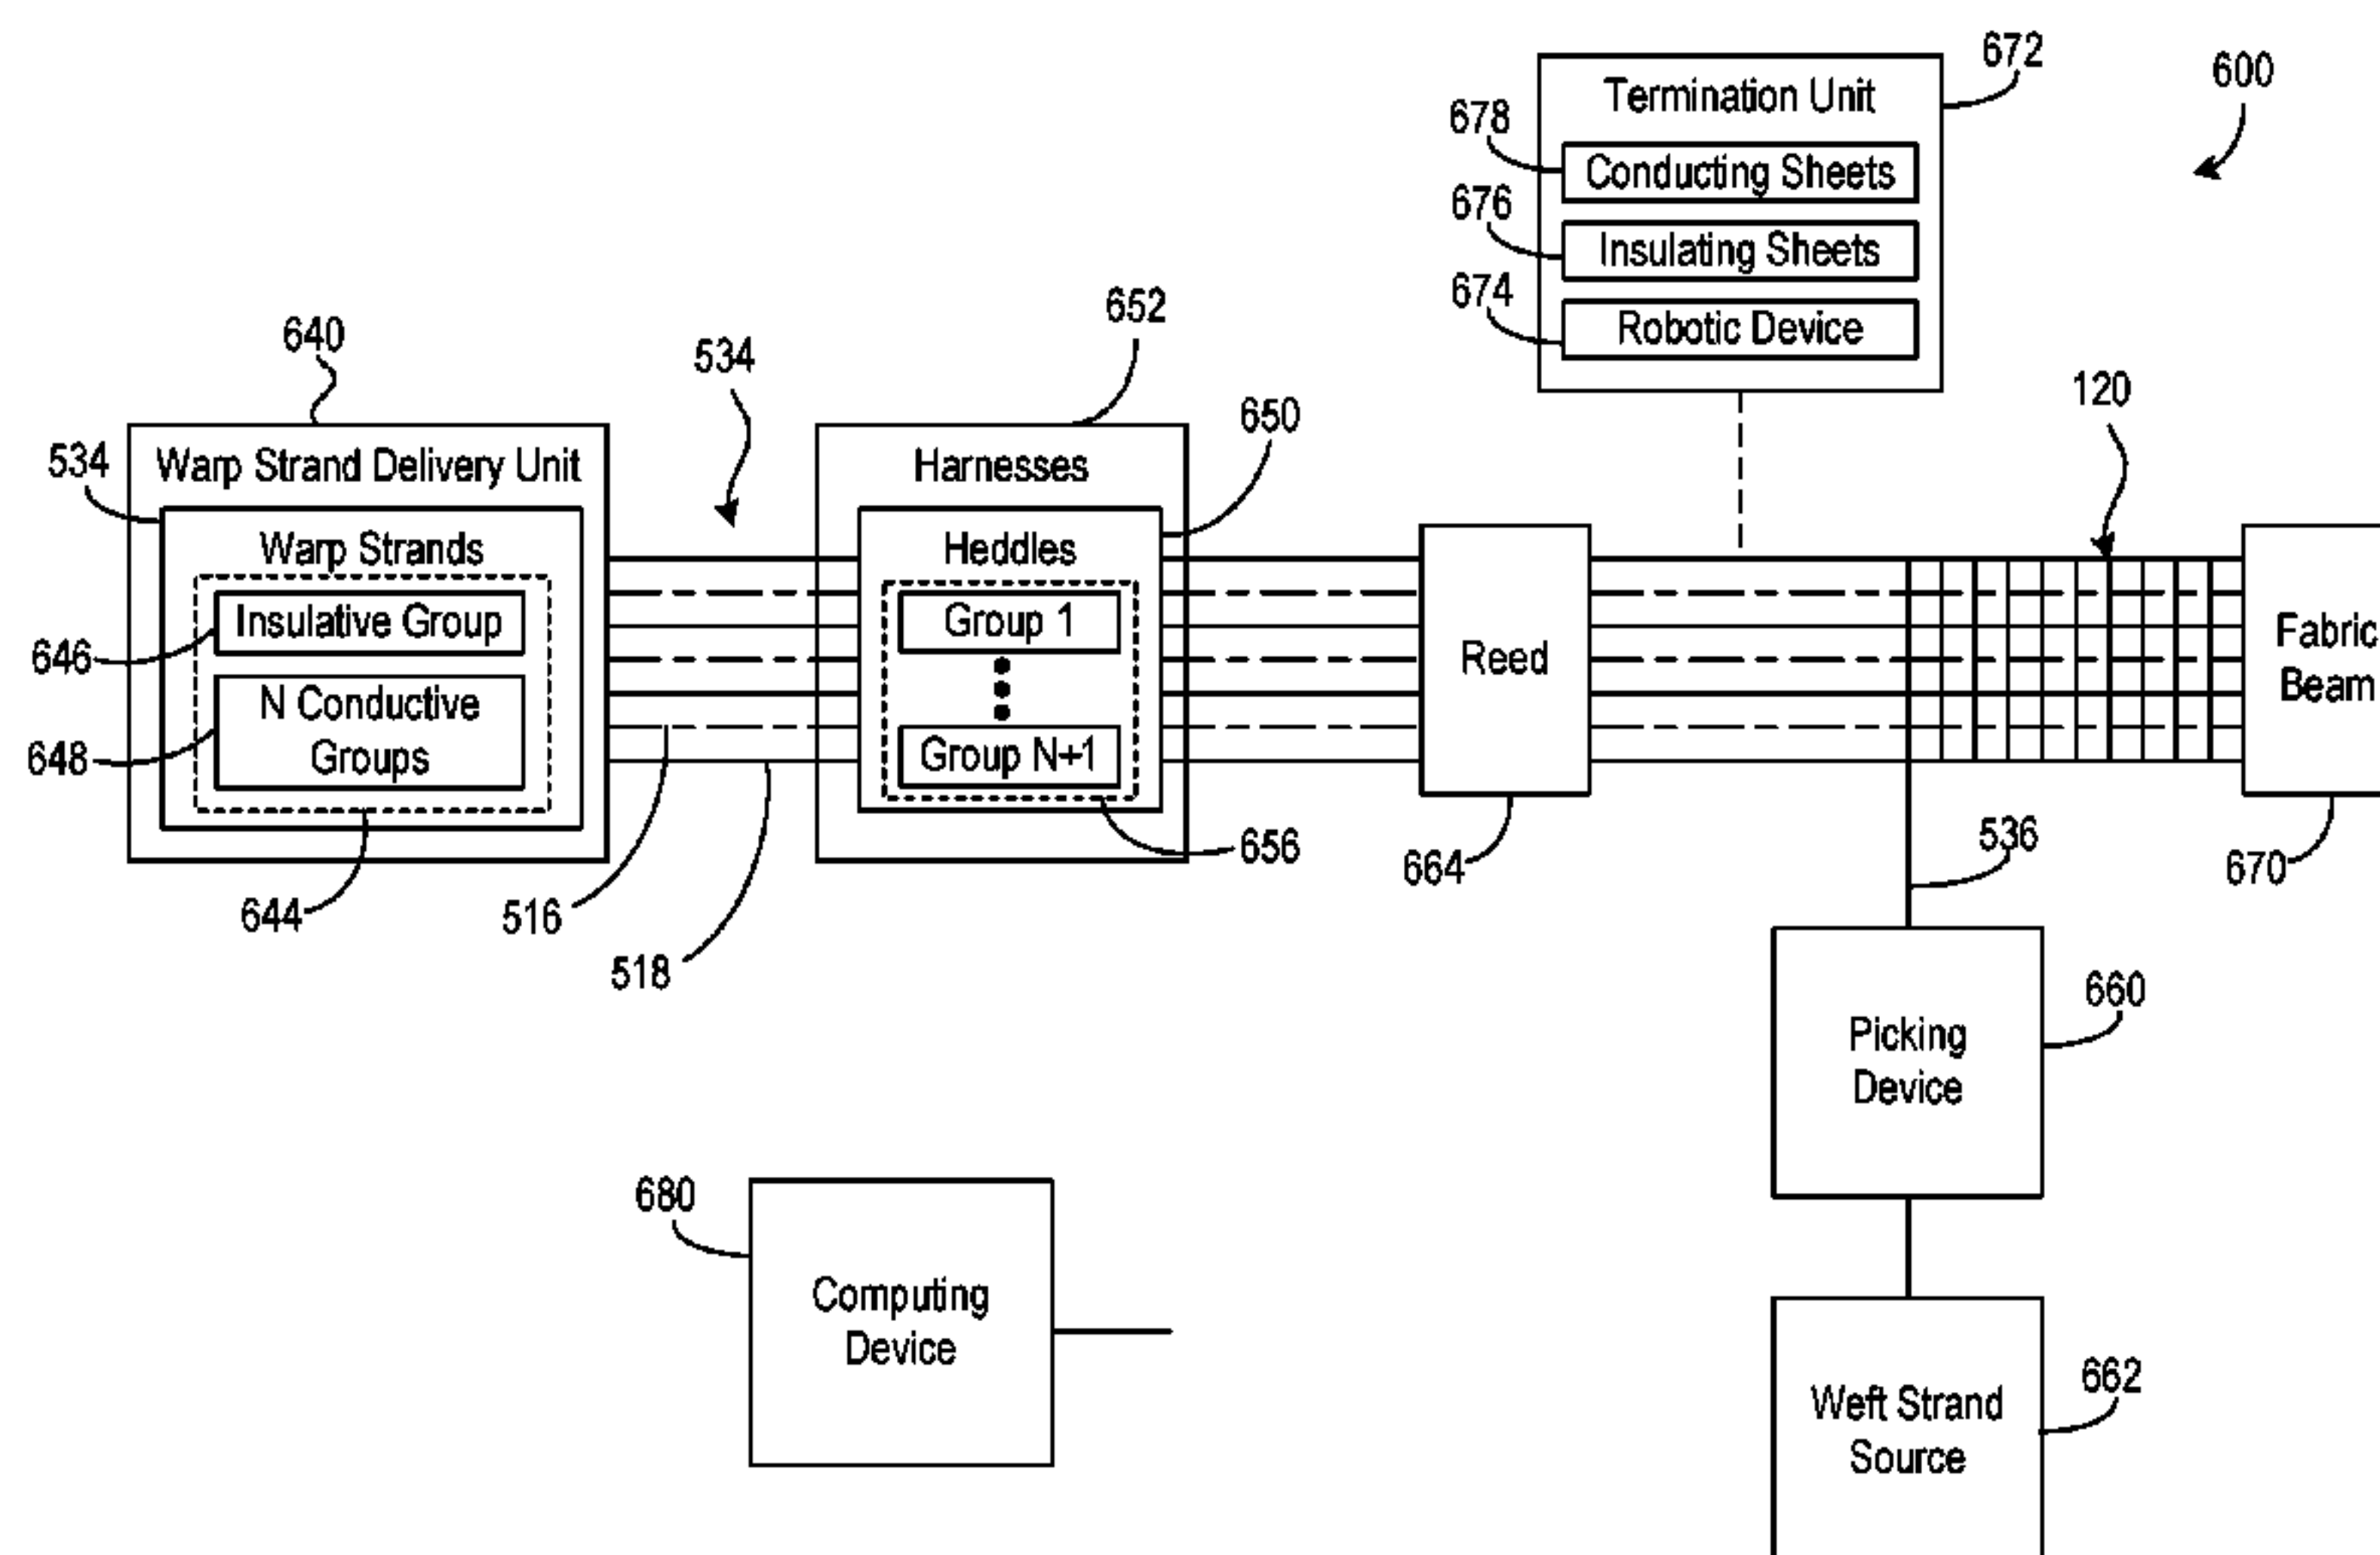 672
600
Termination Unit
678
Conducting Sheets
676
Insulating Sheets
674
Robotic Device
640
534
652
650
120
534
Warp Strand Delivery Unit
Harnesses
Warp Strands
Heddles
646
Insulative Group
Group 1
648
N Conductive
Groups
Group N+1
Reed
Fabric
Beam
644
516
518
656
664
536
670
660
Picking
Device
680
Computing
Device
662
Weft Strand
Source